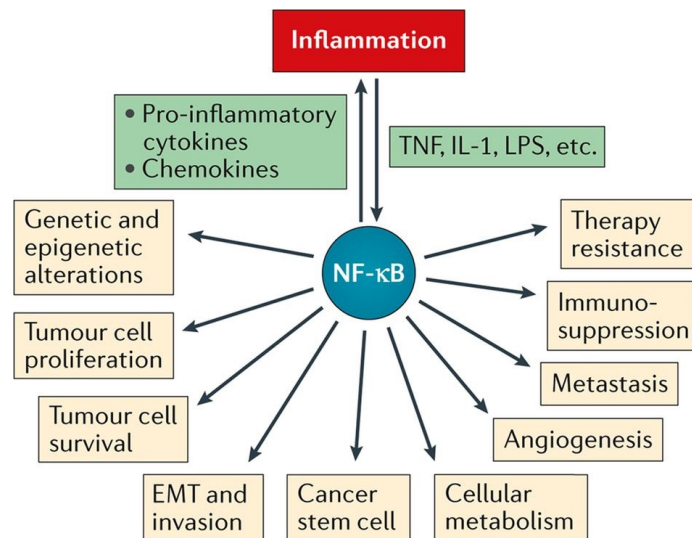 Inflammation
• Pro-inflammatory
cytokines
• Chemokines
TNF, IL-1, LPS, etc.
NF-κB
Genetic and
epigenetic
alterations
Tumour cell
proliferation
Tumour cell
survival
EMT and
invasion
Cancer
stem cell
Cellular
metabolism
Angiogenesis
Metastasis
Immuno-
suppression
Therapy
resistance